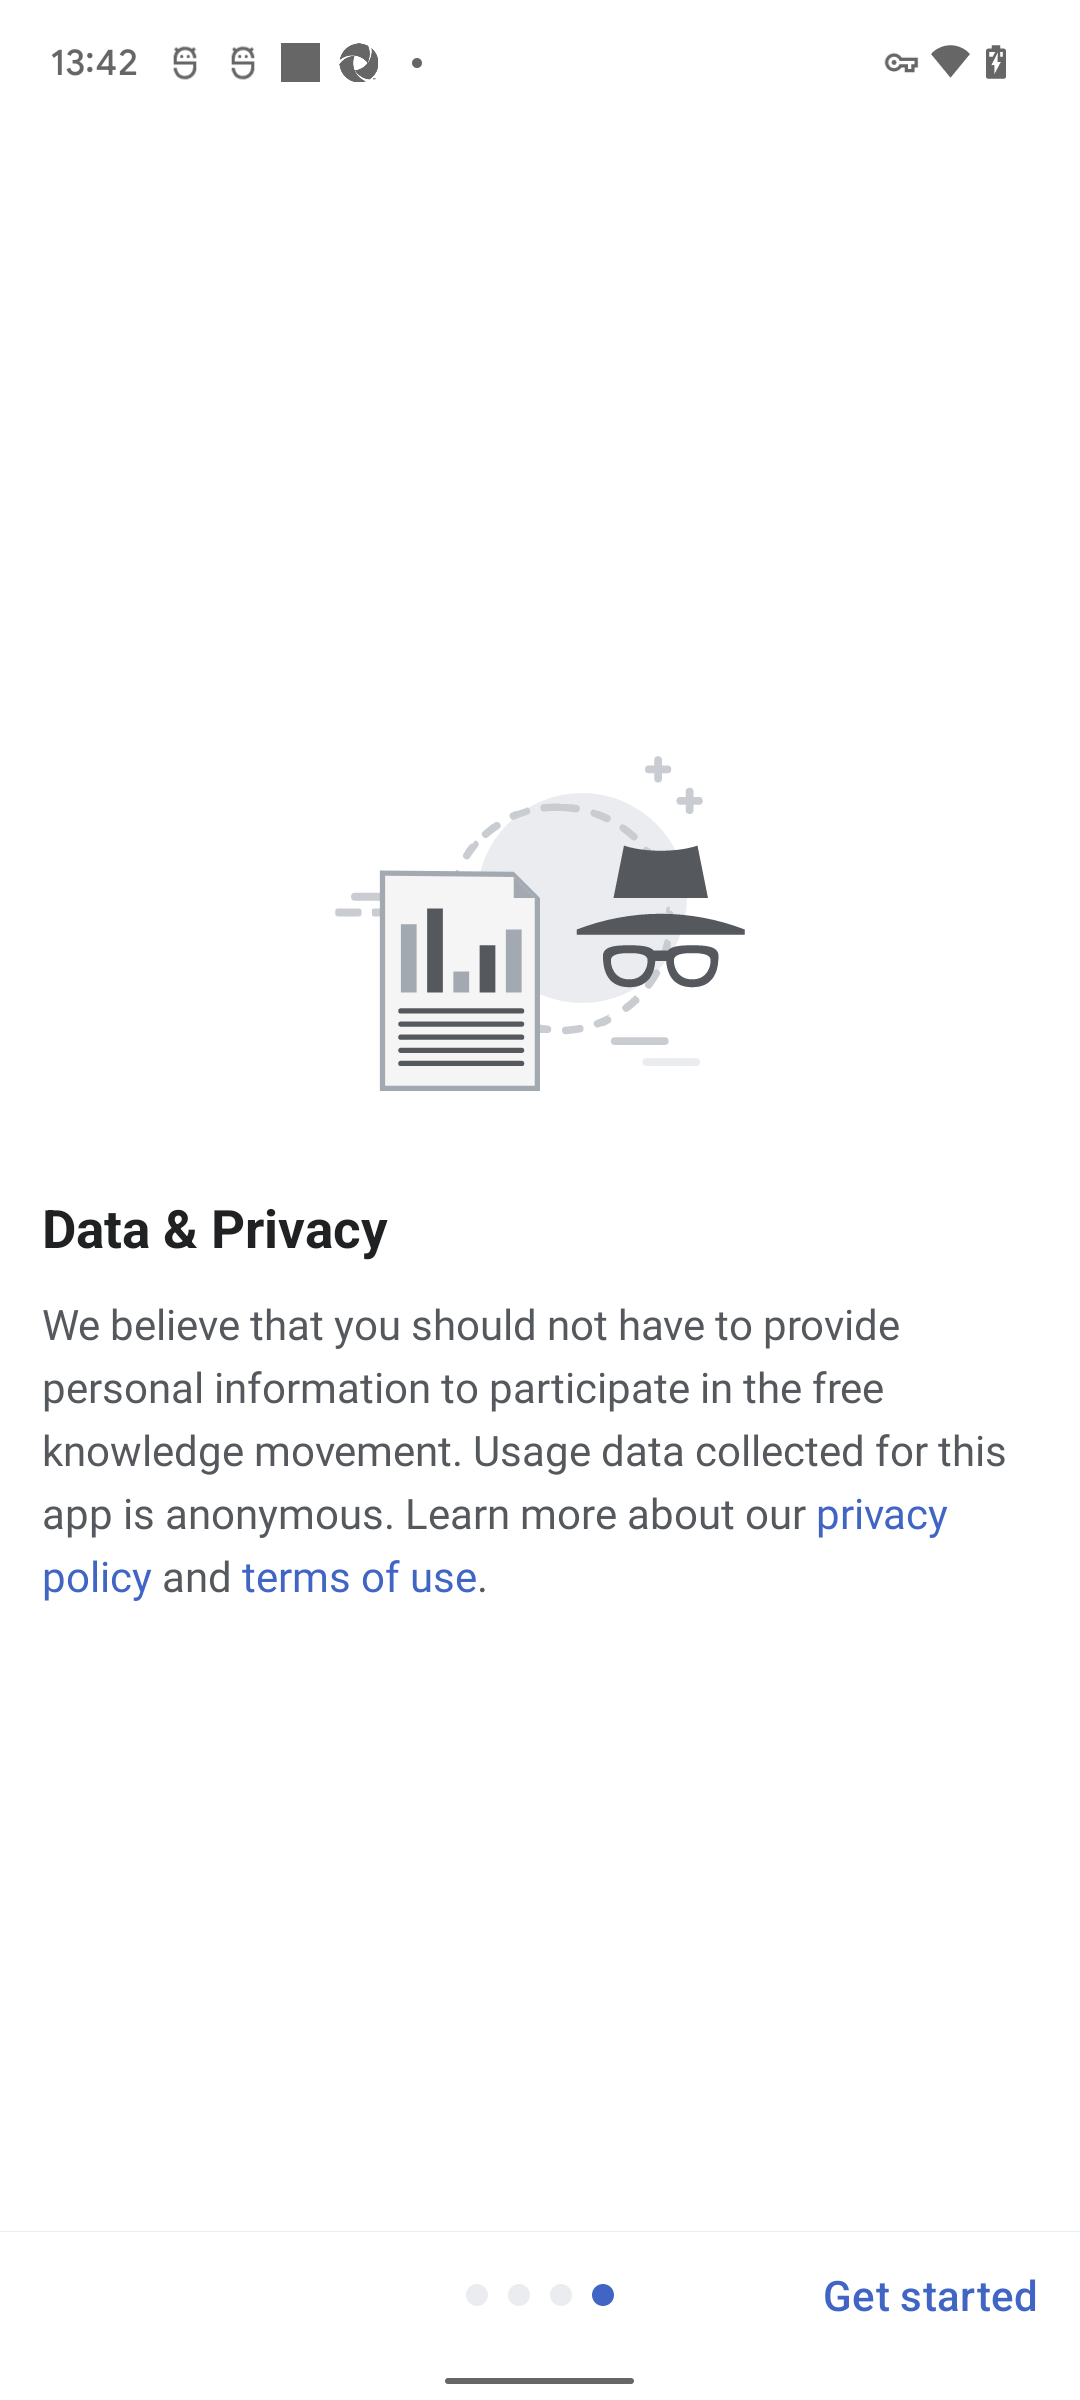 13:42
Data & Privacy
We believe that you should not have to provide
personal information to participate in the free
knowledge movement. Usage data collected for this
app is anonymous. Learn more about our privacy
policy and terms of use.
Get started